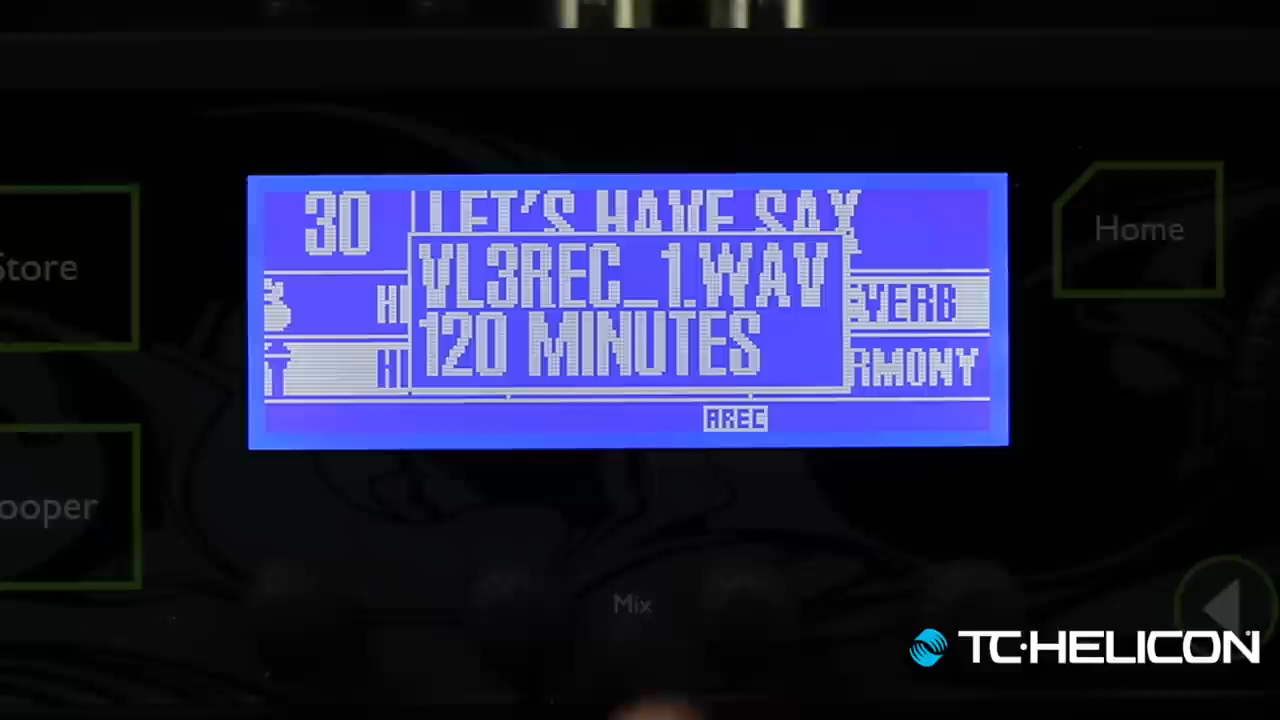 30 LET'S HAVE SAY
VL3REC_1.WAV
120 MINUTES
VERB
RMONY
AREC
Store
Home
ooper
Mix
TC·HELICON